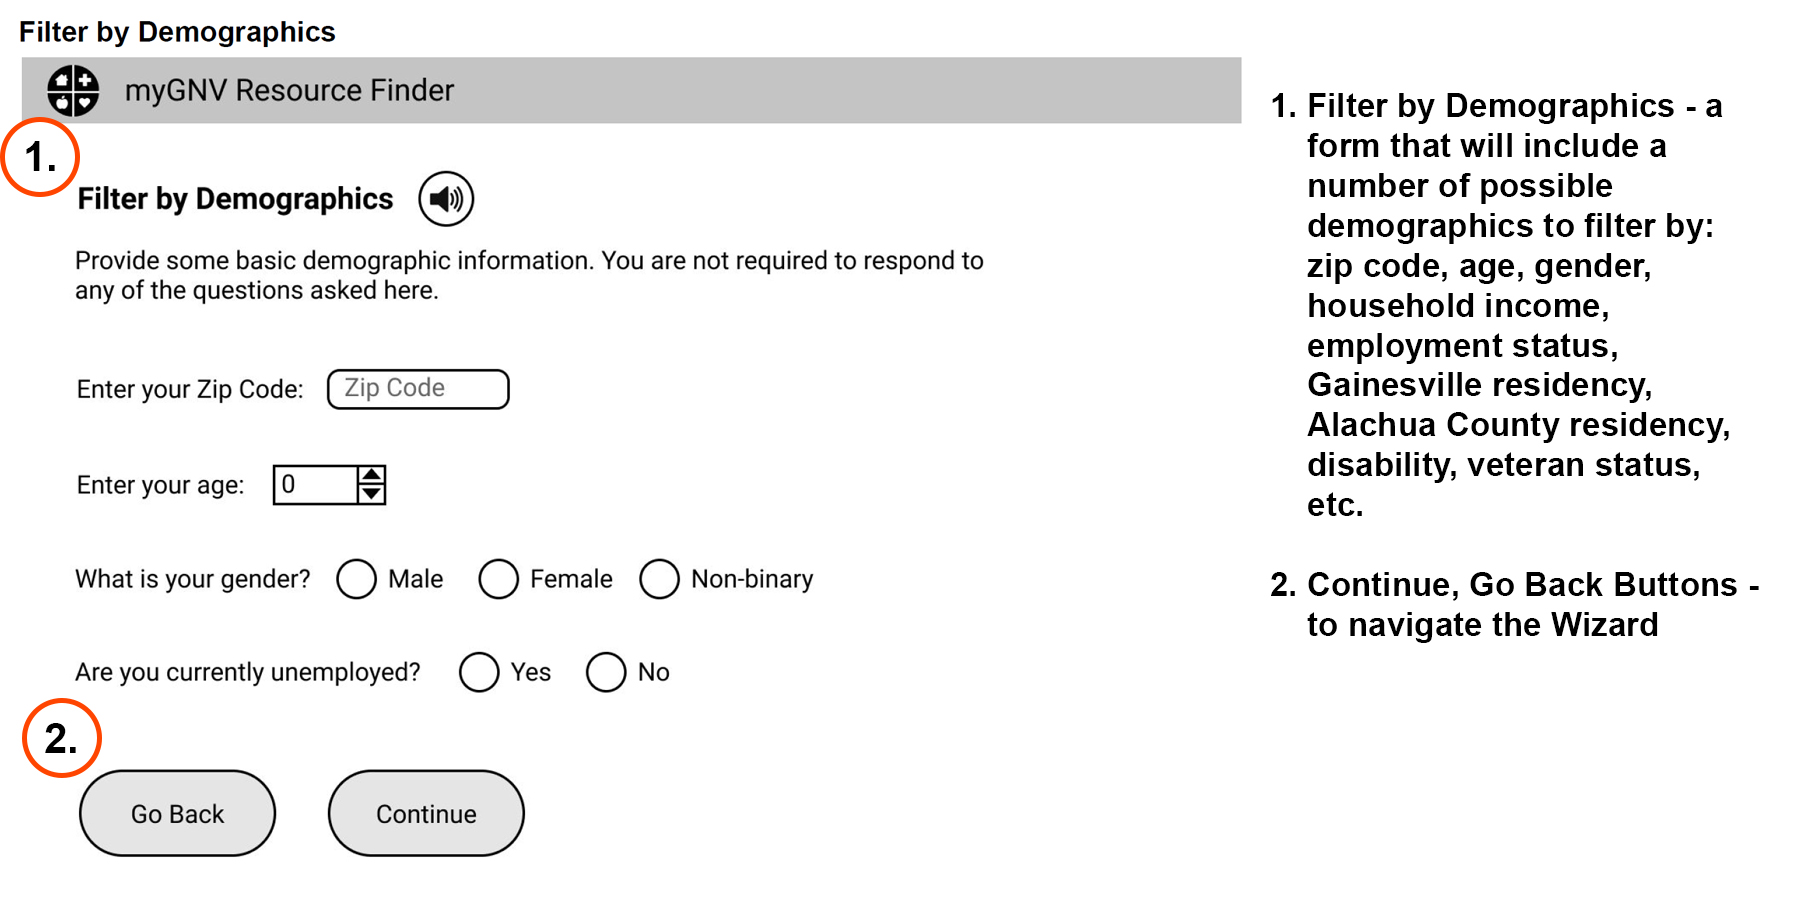 Filter by Demographics
myGNV Resource Finder
1.
Filter by Demographics
Provide some basic demographic information. You are not required to respond to
any of the questions asked here.
Enter your Zip Code: Zip Code
Enter your age: 0
What is your gender? Male Female Non-binary
Are you currently unemployed? Yes No
2.
Go Back Continue
1. Filter by Demographics - a
form that will include a
number of possible
demographics to filter by:
zip code, age, gender,
household income,
employment status,
Gainesville residency,
Alachua County residency,
disability, veteran status,
etc.
2. Continue, Go Back Buttons -
to navigate the Wizard